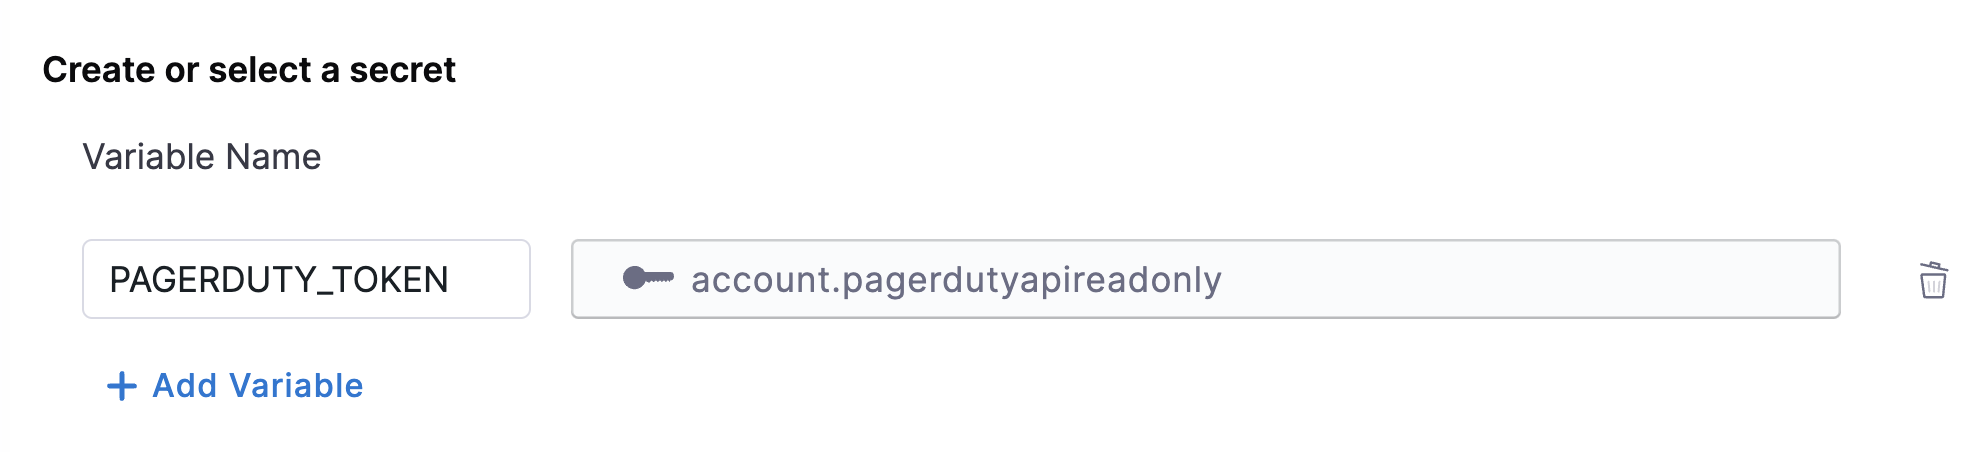 Create or select a secret
Variable Name
PAGERDUTY_TOKEN
account.pagerdutyapireadonly
+ Add Variable